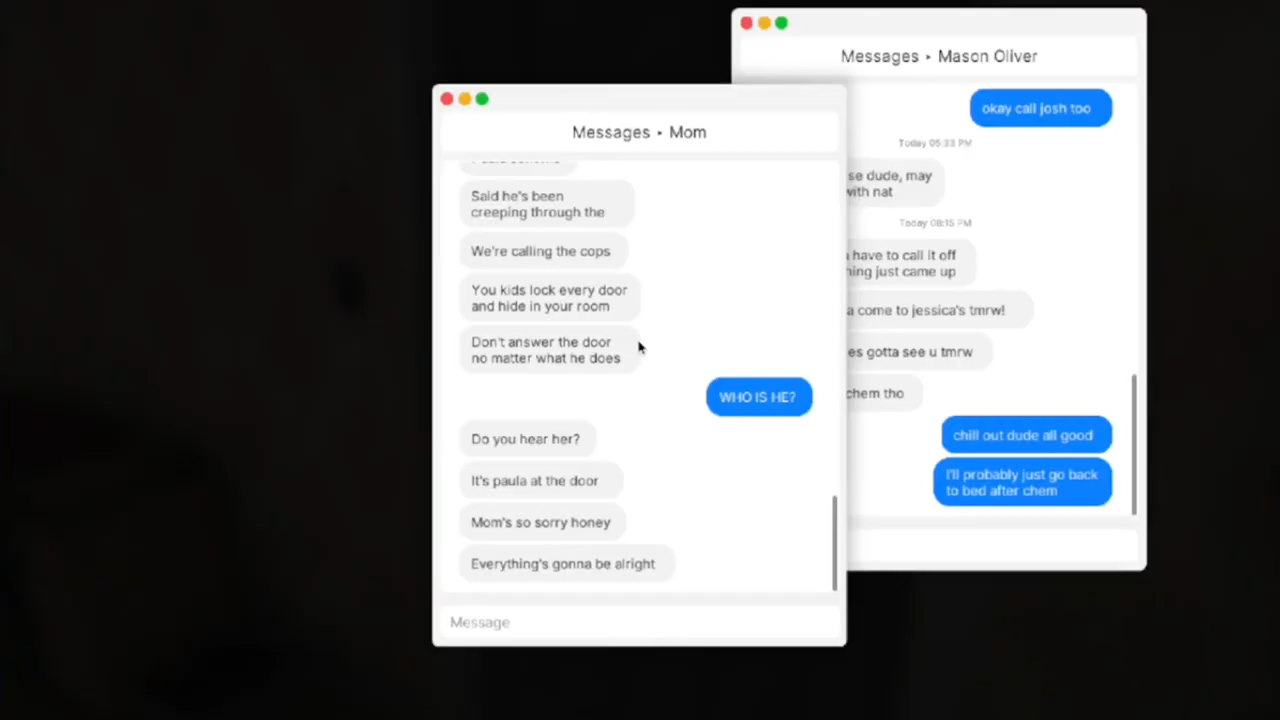 Messages ▸ Mom
Said he's been
creeping through the
We're calling the cops
You kids lock every door
and hide in your room
Don't answer the door
no matter what he does
WHO IS HE?
Do you hear her?
It's paula at the door
Mom's so sorry honey
Everything's gonna be alright
Message
Messages ▸ Mason Oliver
okay call josh too
Today 05:33 PM
se dude, may
with nat
Today 08:15 PM
have to call it off
ning just came up
a come to jessica's tmrw!
es gotta see u tmrw
chem tho
chill out dude all good
I'll probably just go back
to bed after chem